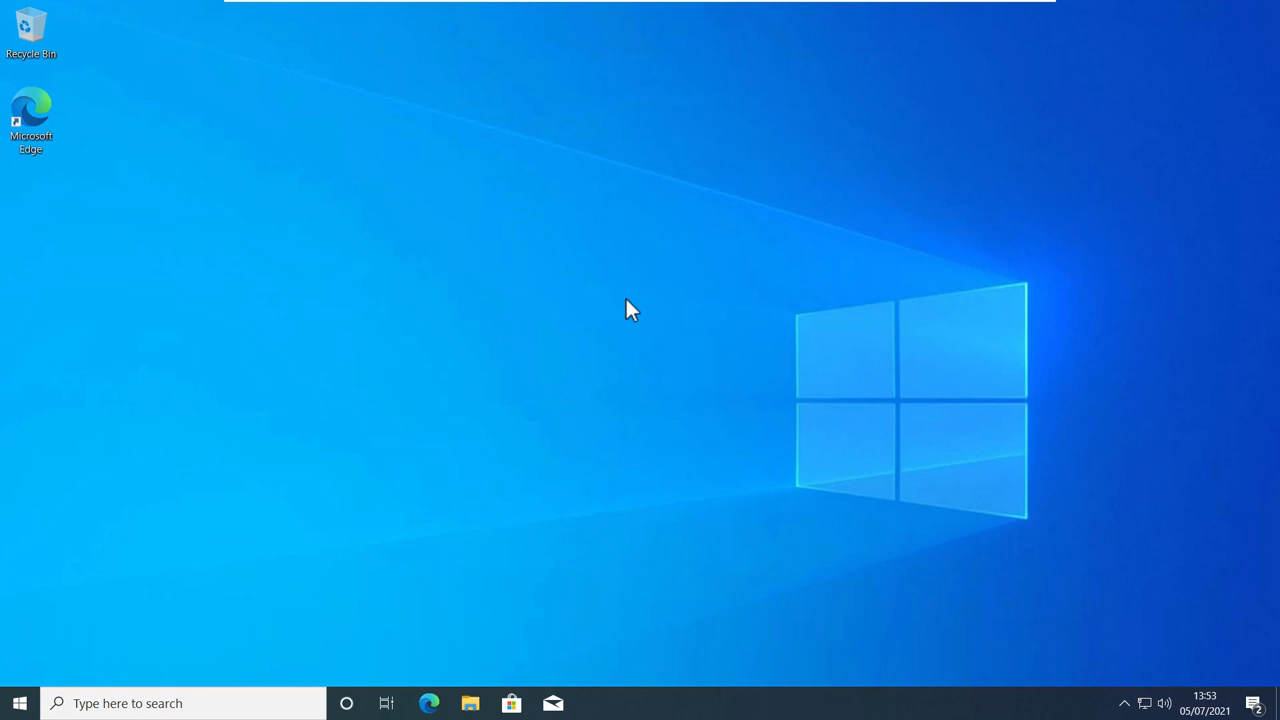 Recycle Bin
Microsoft
Edge
Type here to search
13:53
05/07/2021
2